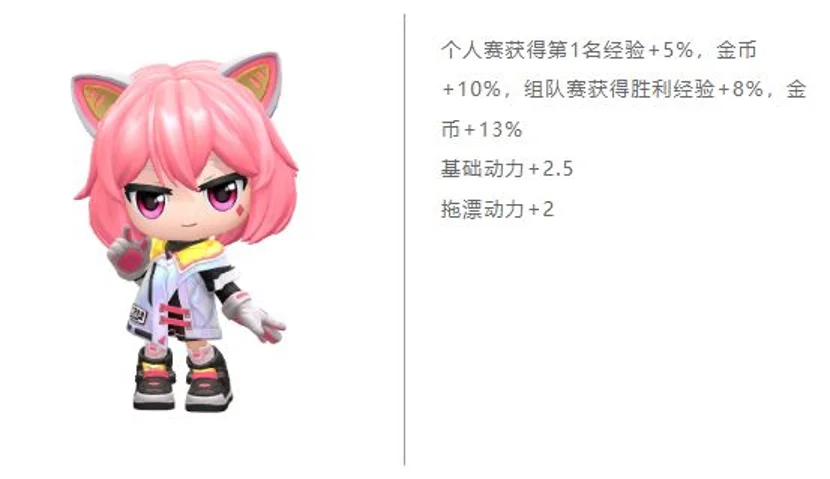 个人赛获得第1名经验+5%，金币
+10%，组队赛获得胜利经验+8%，金
币+13%
基础动力+2.5
拖漂动力+2